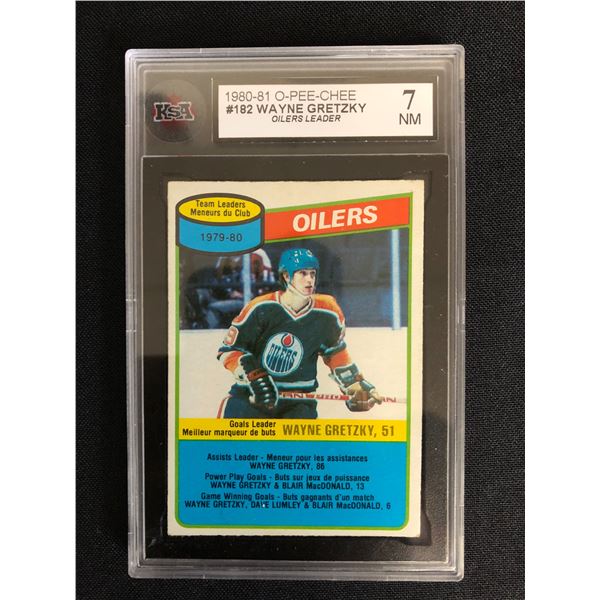 KSA
1980-81 O-PEE-CHEE
#182 WAYNE GRETZKY
OILERS LEADER
7
NM
Team Leaders
Meneurs du Club
1979-80
OILERS
OILERS
Goals Leader
Meilleur marqueur de buts
WAYNE GRETZKY, 51
Assists Leader - Meneur pour les assistances
WAYNE GRETZKY, 86
Power Play Goals - Buts sur jeux de puissance
WAYNE GRETZKY & BLAIR MacDONALD, 13
Game Winning Goals - Buts gagnants d'un match
WAYNE GRETZKY, DAVE LUMLEY & BLAIR MacDONALD, 6